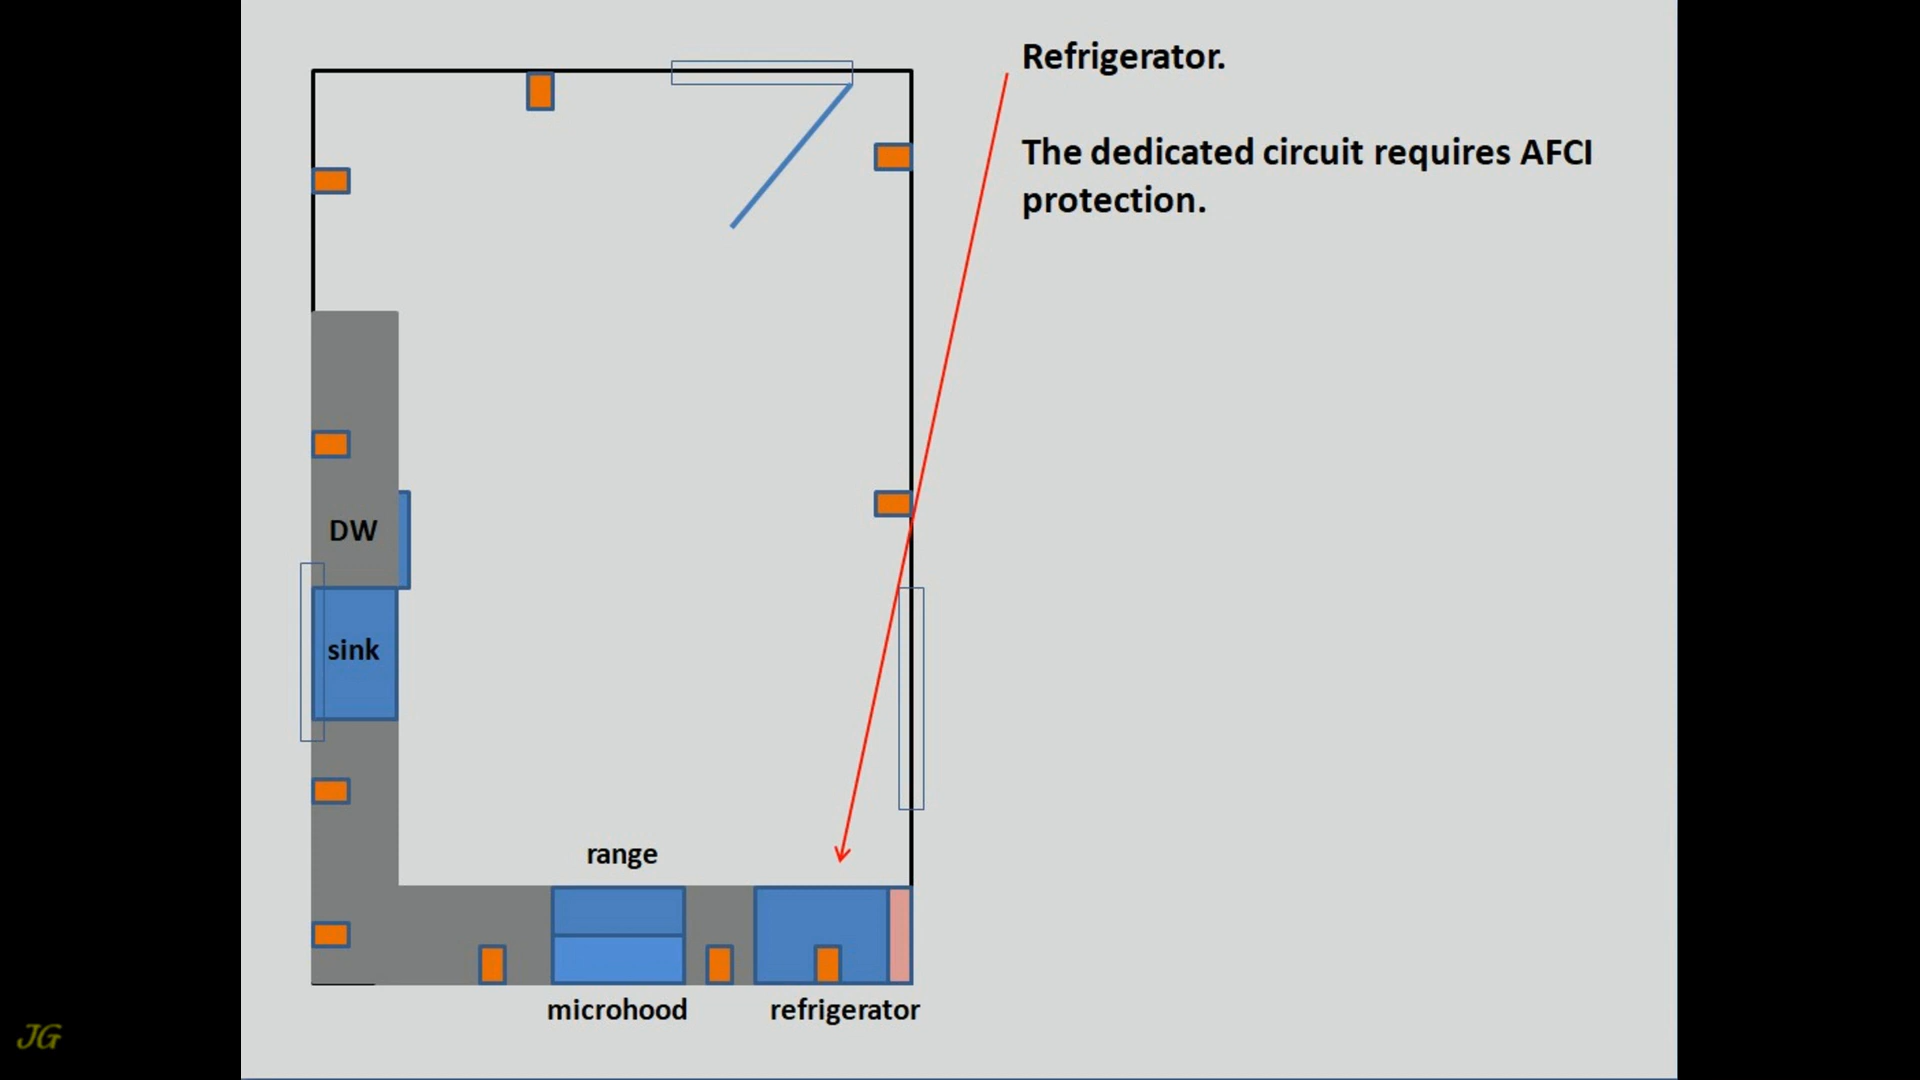 Refrigerator.
The dedicated circuit requires AFCI
protection.
DW
sink
range
microhood
refrigerator
JG